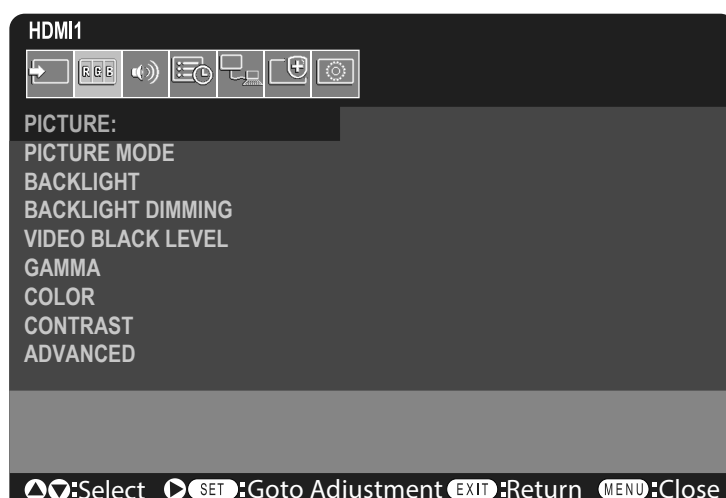 HDMI1
RGB
PICTURE:
PICTURE MODE
BACKLIGHT
BACKLIGHT DIMMING
VIDEO BLACK LEVEL
GAMMA
COLOR
CONTRAST
ADVANCED
:Select SET:Goto Adjustment EXIT:Return MENU:Close